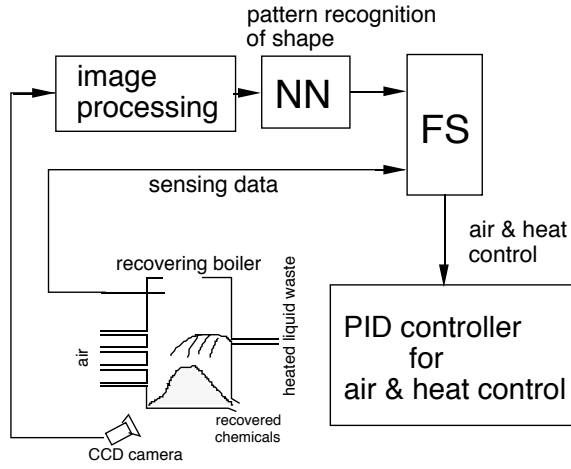 pattern recognition
of shape
image
processing
NN
FS
sensing data
air & heat
control
recovering boiler
air
heated liquid waste
PID controller
for
air & heat control
recovered
chemicals
CCD camera